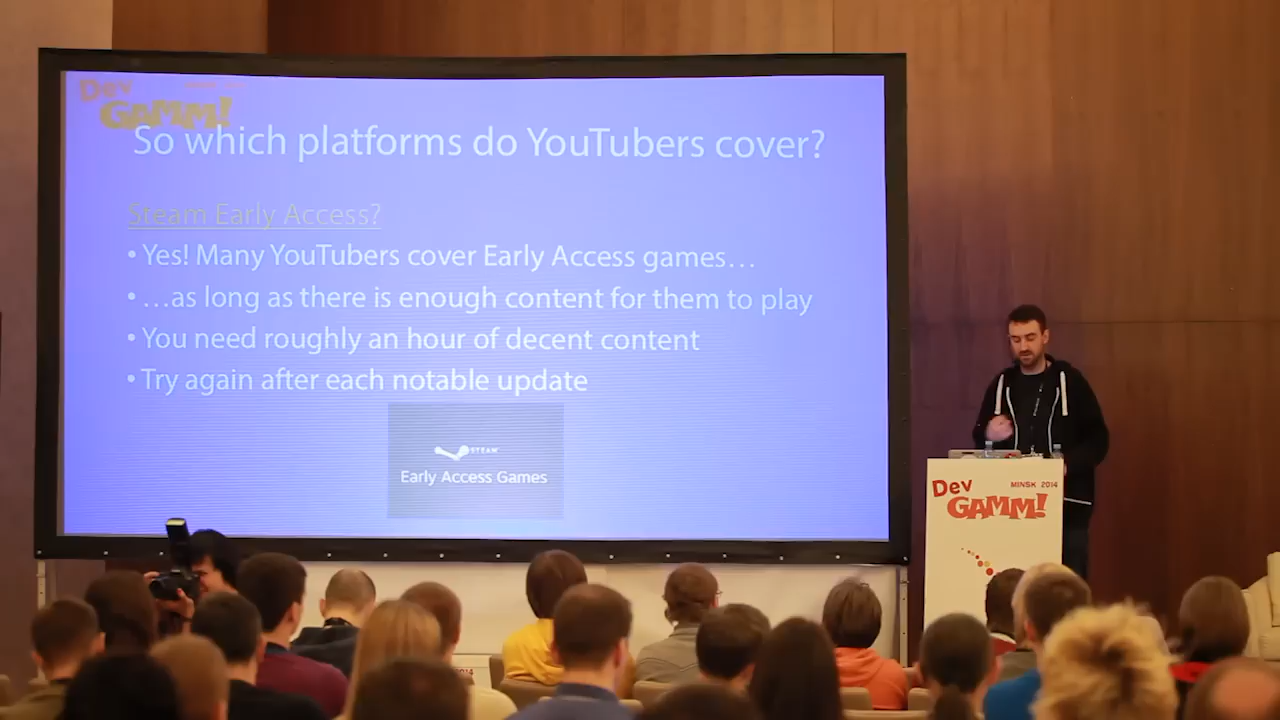 Dev
GAMM!
So which platforms do YouTubers cover?
Steam Early Access?
• Yes! Many YouTubers cover Early Access games…
• …as long as there is enough content for them to play
• You need roughly an hour of decent content
• Try again after each notable update
STEAM
Early Access Games
Dev
MINSK 2014
GAMM!